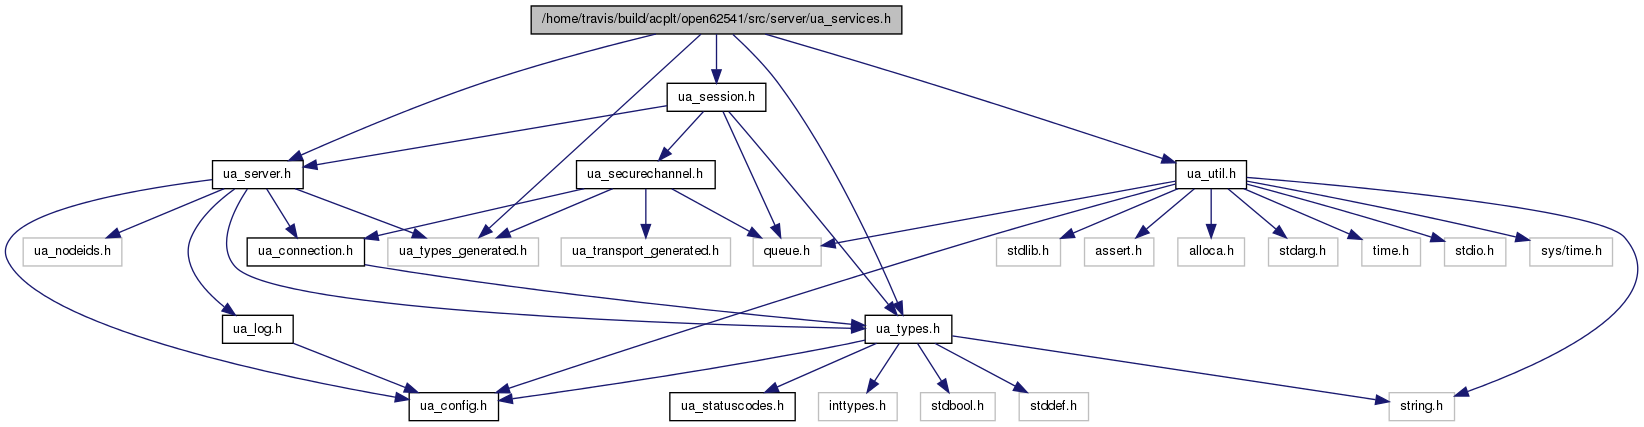 /home/travis/build/acplt/open62541/src/server/ua_services.h
ua_session.h
ua_server.h
ua_securechannel.h
ua_util.h
ua_nodeids.h
ua_connection.h
ua_types_generated.h
ua_transport_generated.h
queue.h
stdlib.h
assert.h
alloca.h
stdarg.h
time.h
stdio.h
sys/time.h
ua_log.h
ua_types.h
ua_config.h
ua_statuscodes.h
inttypes.h
stdbool.h
stddef.h
string.h